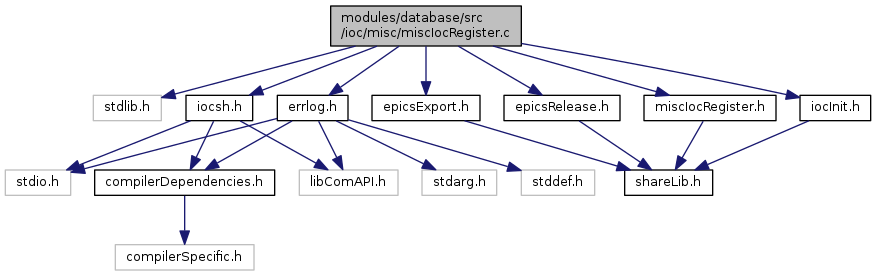 modules/database/src
/ioc/misc/miscIocRegister.c
stdlib.h
iocsh.h
errlog.h
epicsExport.h
epicsRelease.h
miscIocRegister.h
iocInit.h
stdio.h
compilerDependencies.h
libComAPI.h
stdarg.h
stddef.h
shareLib.h
compilerSpecific.h